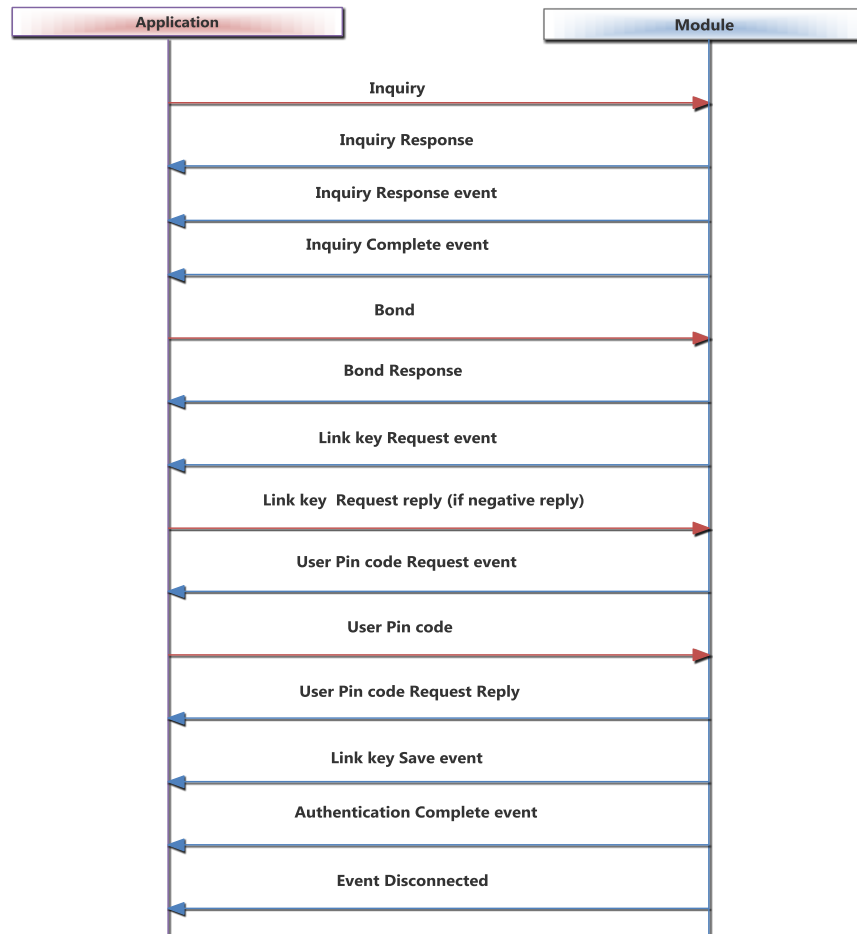 Application
Module
Inquiry
Inquiry Response
Inquiry Response event
Inquiry Complete event
Bond
Bond Response
Link key Request event
Link key  Request reply (if negative reply)
User Pin code Request event
User Pin code
User Pin code Request Reply
Link key Save event
Authentication Complete event
Event Disconnected